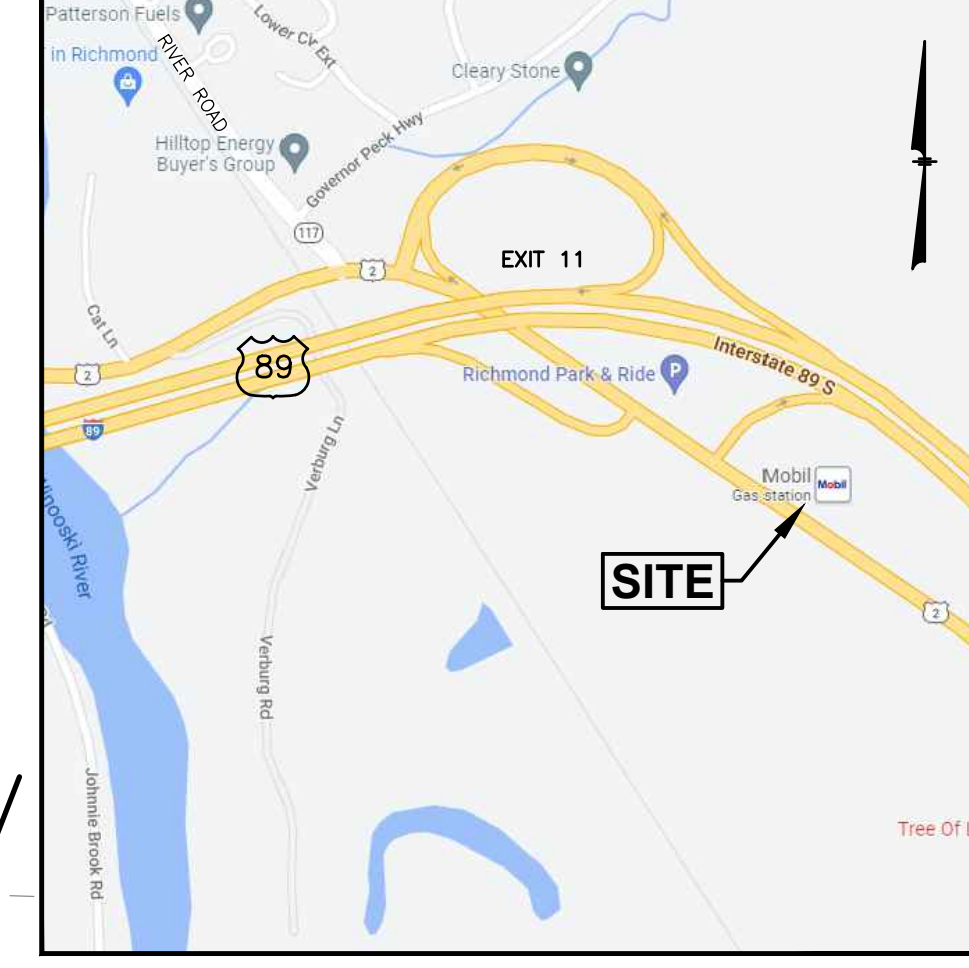 Patterson Fuels
Lower Cv Ext
in Richmond
RIVER ROAD
Cleary Stone
Hilltop Energy
Buyer's Group
Governor Peck Hwy
117
EXIT 11
2
Cat Ln
2
89
Interstate 89 S
Richmond Park & Ride
P
89
Verburg Ln
Mobil
Gas station
Mobil
Winooski River
SITE
2
Rd
Verburg Rd
Johnnie Brook Rd
Tree Of L